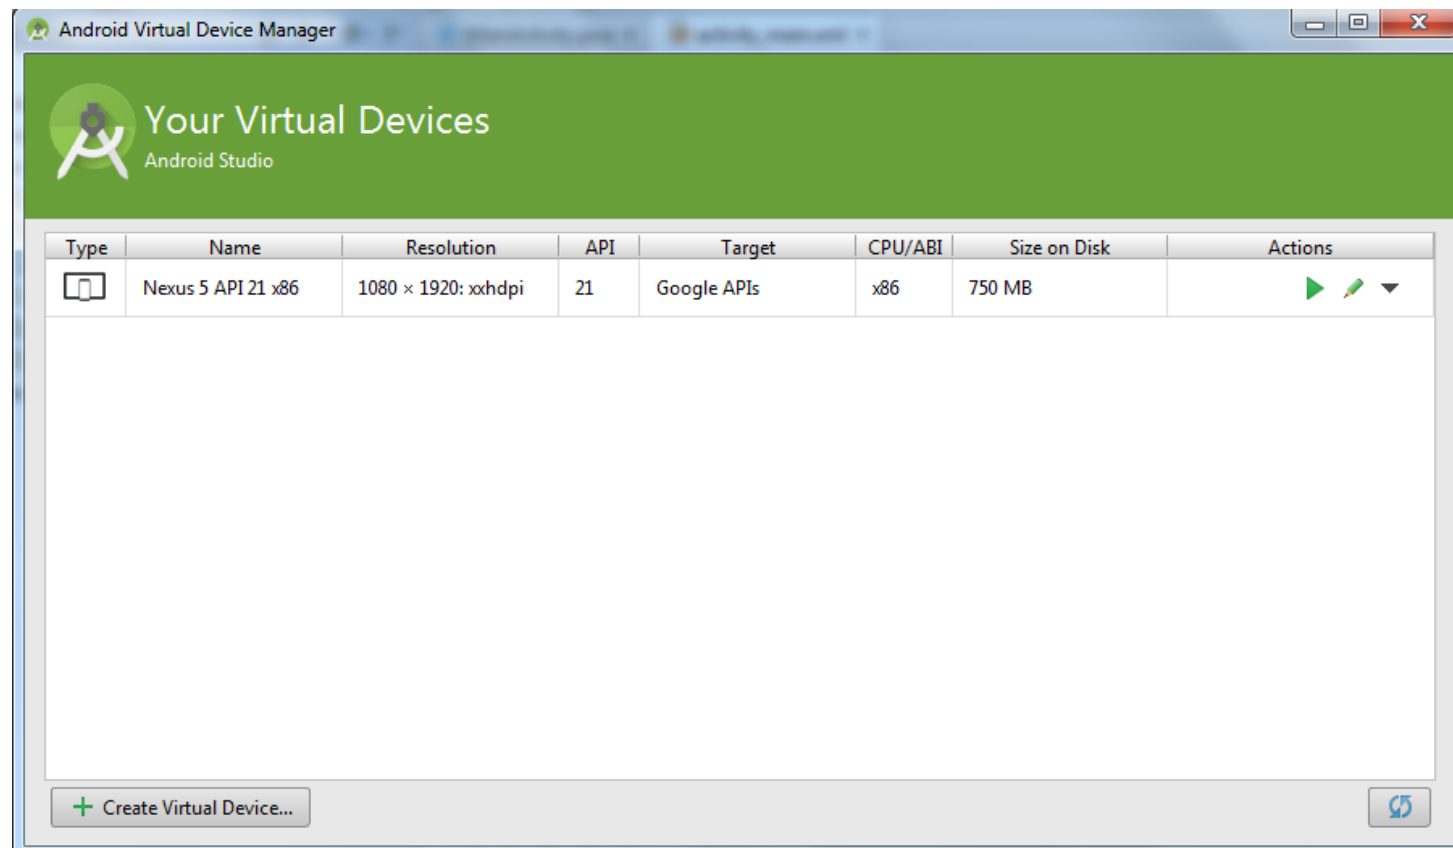 Android Virtual Device Manager
Your Virtual Devices
Android Studio
Type Name Resolution API Target CPU/ABI Size on Disk Actions
Nexus 5 API 21 x86 1080 × 1920: xxhdpi 21 Google APIs x86 750 MB
Create Virtual Device...